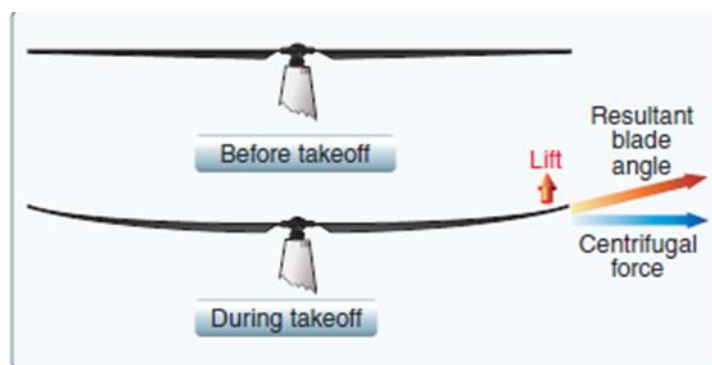 Before takeoff
Resultant
blade
angle
Lift
Centrifugal
force
During takeoff